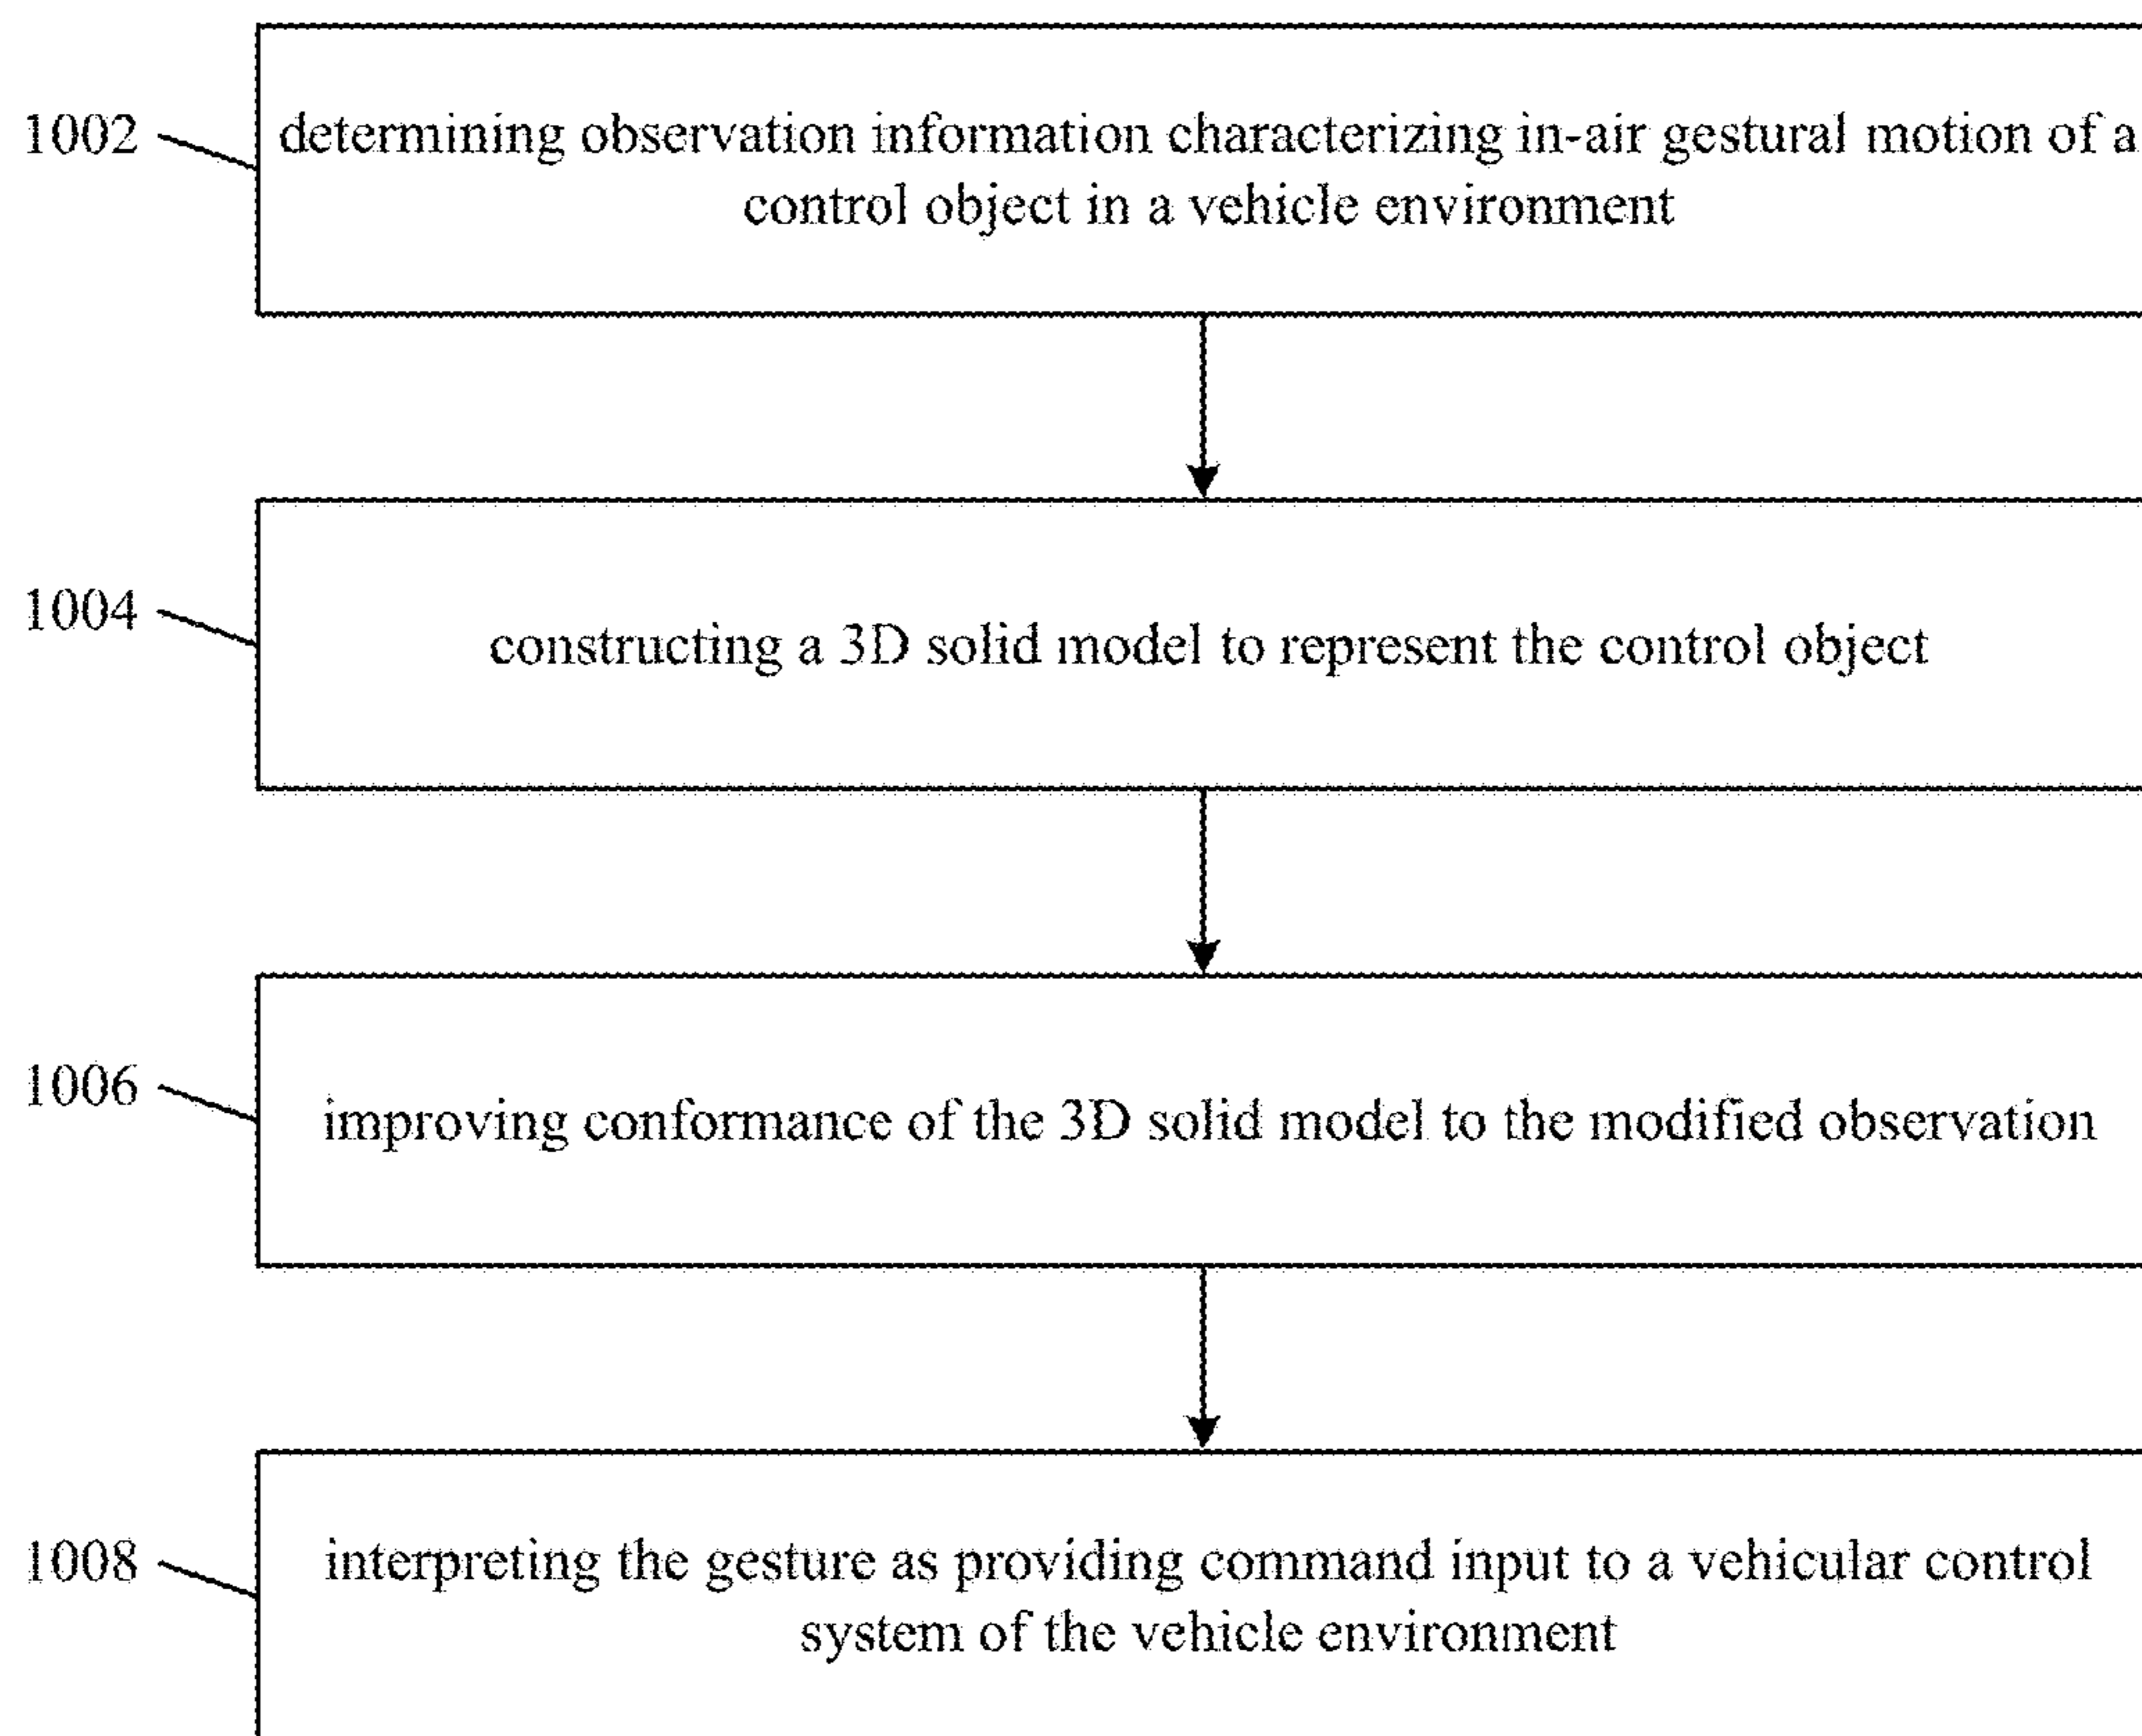 1002
determining observation information characterizing in-air gestural motion of a
control object in a vehicle environment
1004
constructing a 3D solid model to represent the control object
1006
improving conformance of the 3D solid model to the modified observation
1008
interpreting the gesture as providing command input to a vehicular control
system of the vehicle environment